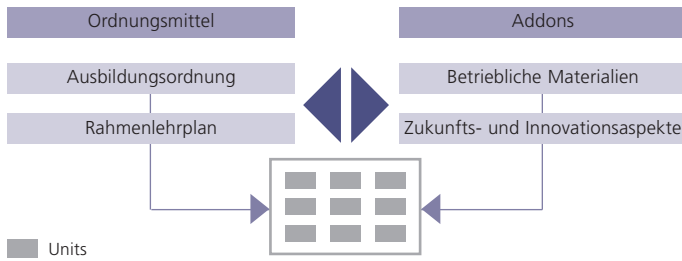 Ordnungsmittel
Addons
Ausbildungsordnung
Betriebliche Materialien
Rahmenlehrplan
Zukunfts- und Innovationsaspekte
Units